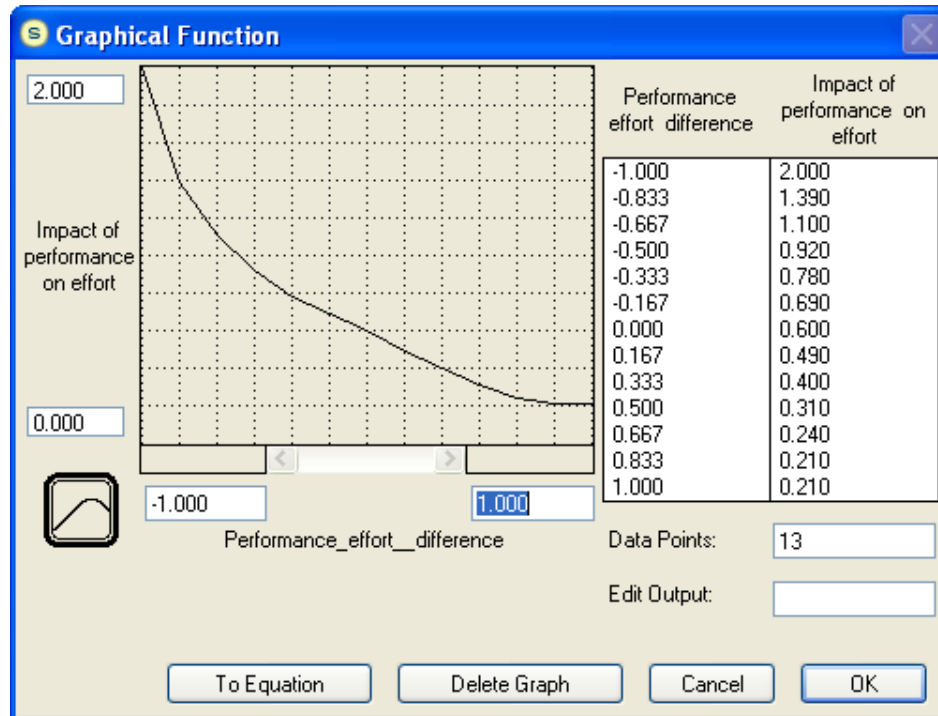 S Graphical Function
2.000
Impact of
performance
on effort
0.000
-1.000
1.000
Performance_effort__difference
Performance
effort difference
Impact of
performance on
effort
-1.000 2.000
-0.833 1.390
-0.667 1.100
-0.500 0.920
-0.333 0.780
-0.167 0.690
0.000 0.600
0.167 0.490
0.333 0.400
0.500 0.310
0.667 0.240
0.833 0.210
1.000 0.210
Data Points: 13
Edit Output:
To Equation
Delete Graph
Cancel
OK